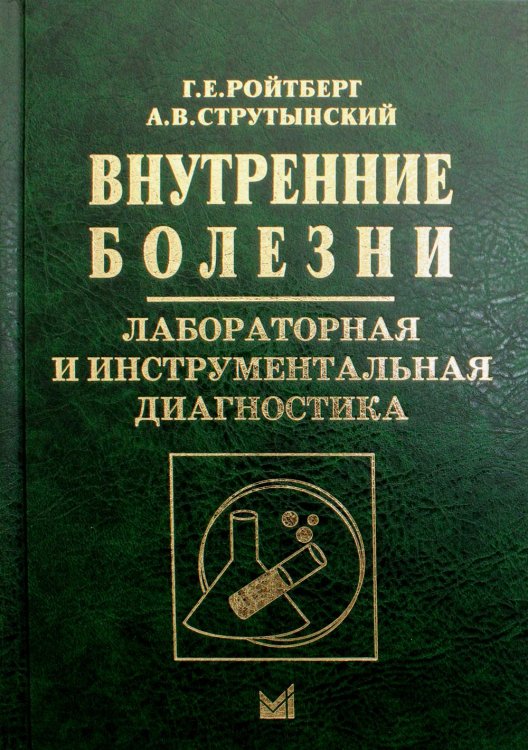 Г.Е.РОЙТБЕРГ
А.В.СТРУТЫНСКИЙ
ВНУТРЕННИЕ
БОЛЕЗНИ
ЛАБОРАТОРНАЯ
И ИНСТРУМЕНТАЛЬНАЯ
ДИАГНОСТИКА